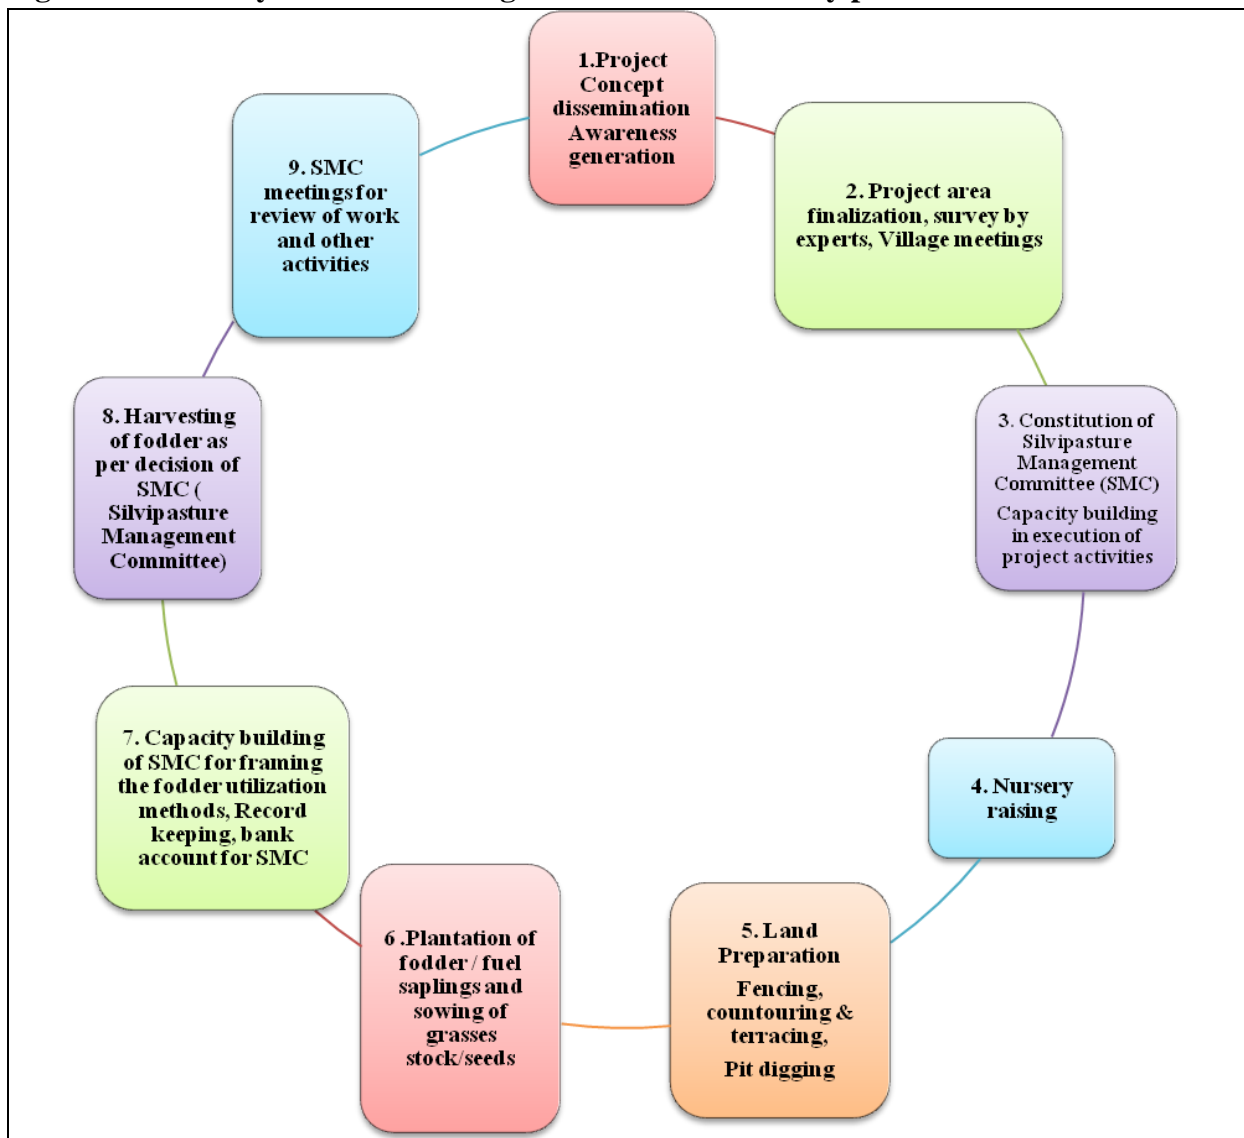 1.Project
Concept
dissemination
Awareness
generation
2. Project area
finalization, survey by
experts, Village meetings
3. Constitution of
Silvipasture
Management
Committee (SMC)
Capacity building
in execution of
project activities
4. Nursery
raising
5. Land
Preparation
Fencing,
countouring &
terracing,
Pit digging
6 .Plantation of
fodder / fuel
saplings and
sowing of
grasses
stock/seeds
7. Capacity building
of SMC for framing
the fodder utilization
methods, Record
keeping, bank
account for SMC
8. Harvesting
of fodder as
per decision of
SMC (
Silvipasture
Management
Committee)
9. SMC
meetings for
review of work
and other
activities